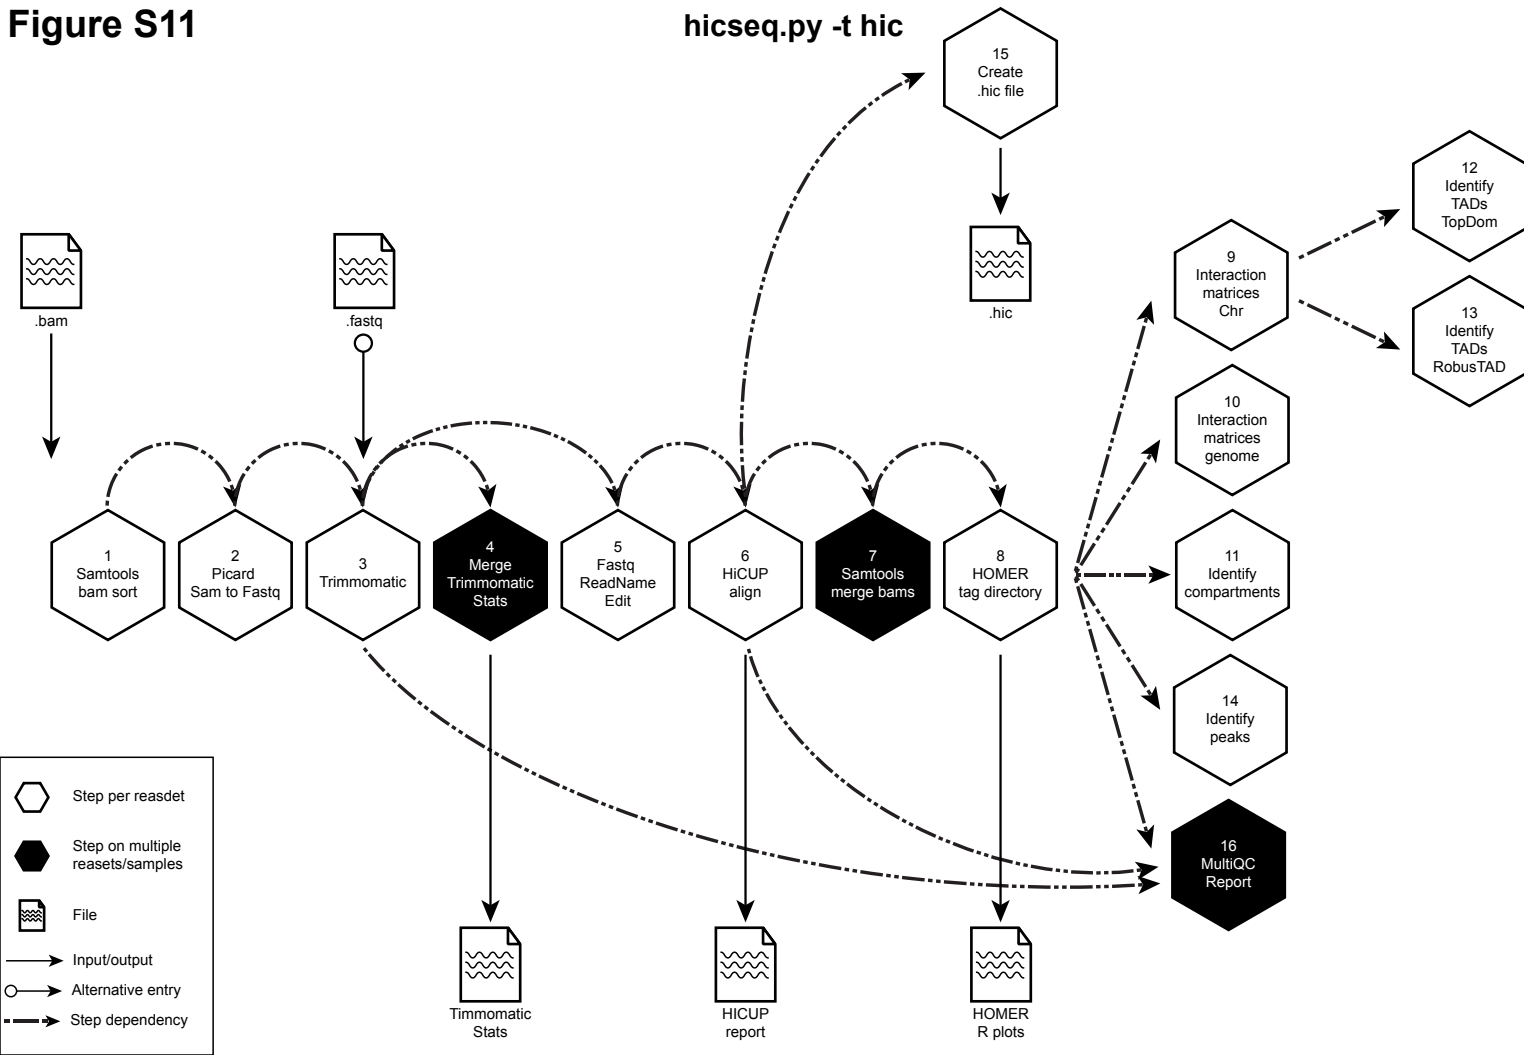 Figure S11
hicseq.py -t hic
15
Create
.hic file
.hic
12
Identify
TADs
TopDom
9
Interaction
matrices
Chr
13
Identify
TADs
RobusTAD
.bam
.fastq
10
Interaction
matrices
genome
1
Samtools
bam sort
2
Picard
Sam to Fastq
3
Trimmomatic
4
Merge
Trimmomatic
Stats
5
Fastq
ReadName
Edit
6
HiCUP
align
7
Samtools
merge bams
8
HOMER
tag directory
11
Identify
compartments
14
Identify
peaks
16
MultiQC
Report
Step per reasdet
Step on multiple
reasets/samples
File
Input/output
Alternative entry
Step dependency
Timmomatic
Stats
HICUP
report
HOMER
R plots